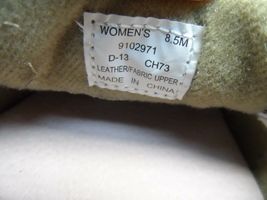 WOMEN'S 8.5M
9102971
D-13 CH73
LEATHER/FABRIC UPPER
MADE IN CHINA